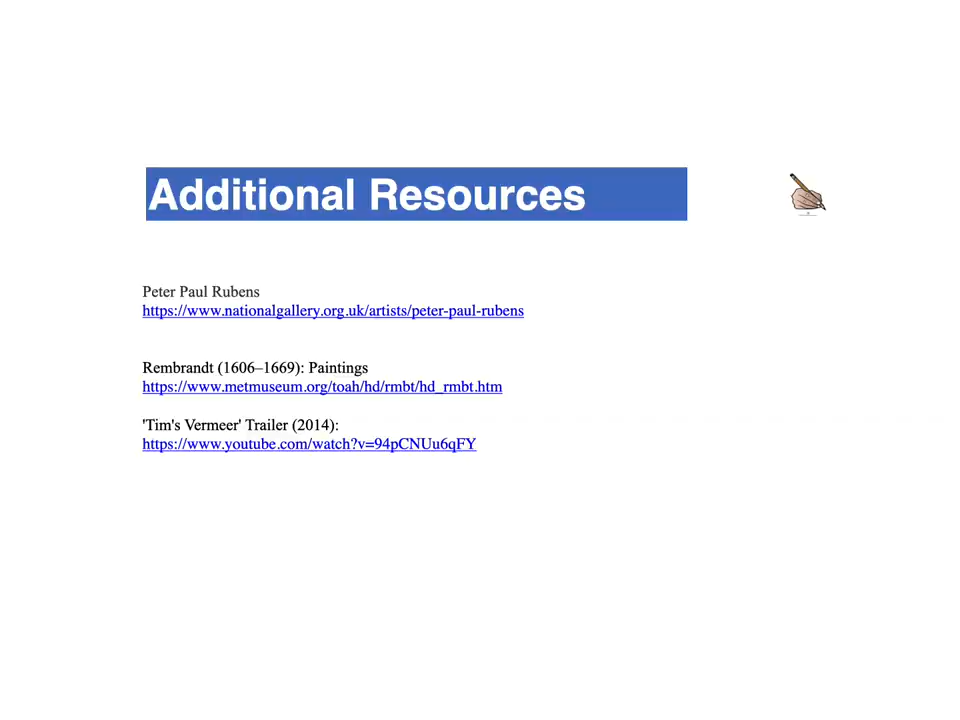 Additional Resources
Peter Paul Rubens
https://www.nationalgallery.org.uk/artists/peter-paul-rubens
Rembrandt (1606–1669): Paintings
https://www.metmuseum.org/toah/hd/rmbt/hd_rmbt.htm
'Tim's Vermeer' Trailer (2014):
https://www.youtube.com/watch?v=94pCNUu6qFY